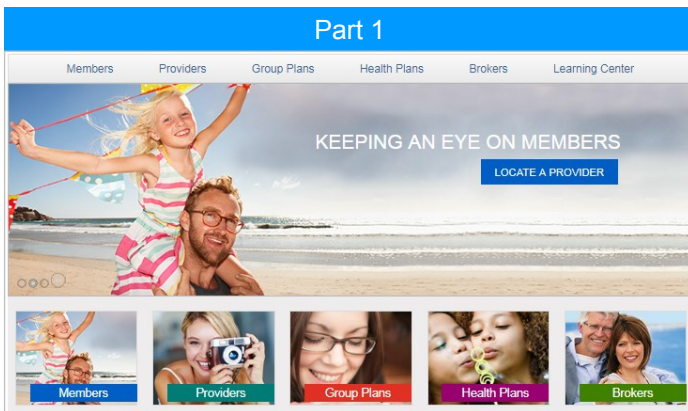 Part 1
Members Providers Group Plans Health Plans Brokers Learning Center
KEEPING AN EYE ON MEMBERS
LOCATE A PROVIDER
Members Providers Group Plans Health Plans Brokers